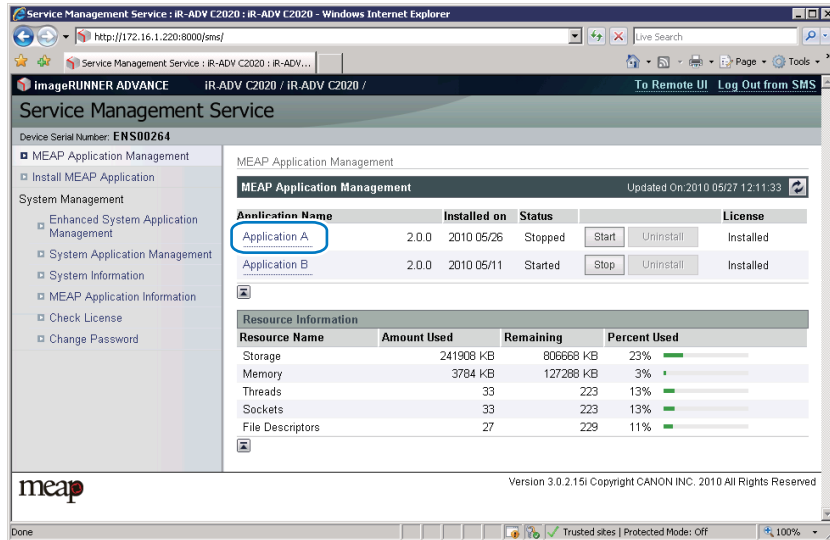 Service Management Service : iR-ADV C2020 : iR-ADV C2020 - Windows Internet Explorer
http://172.16.1.220:8000/sms/
Live Search
Service Management Service : iR-ADV C2020 : iR-ADV...
Page
Tools
imageRUNNER ADVANCE iR-ADV C2020 / iR-ADV C2020 /
To Remote UI Log Out from SMS
Service Management Service
Device Serial Number: ENS00264
MEAP Application Management
Install MEAP Application
System Management
Enhanced System Application
Management
System Application Management
System Information
MEAP Application Information
Check License
Change Password
MEAP Application Management
MEAP Application Management Updated On:2010 05/27 12:11:33
Application Name Installed on Status License
Application A 2.0.0 2010 05/26 Stopped Start Uninstall Installed
Application B 2.0.0 2010 05/11 Started Stop Uninstall Installed
Resource Information
Resource Name Amount Used Remaining Percent Used
Storage 241908 KB 806668 KB 23%
Memory 3784 KB 127288 KB 3%
Threads 33 223 13%
Sockets 33 223 13%
File Descriptors 27 229 11%
meap
Version 3.0.2.15i Copyright CANON INC. 2010 All Rights Reserved
Done
Trusted sites | Protected Mode: Off
100%